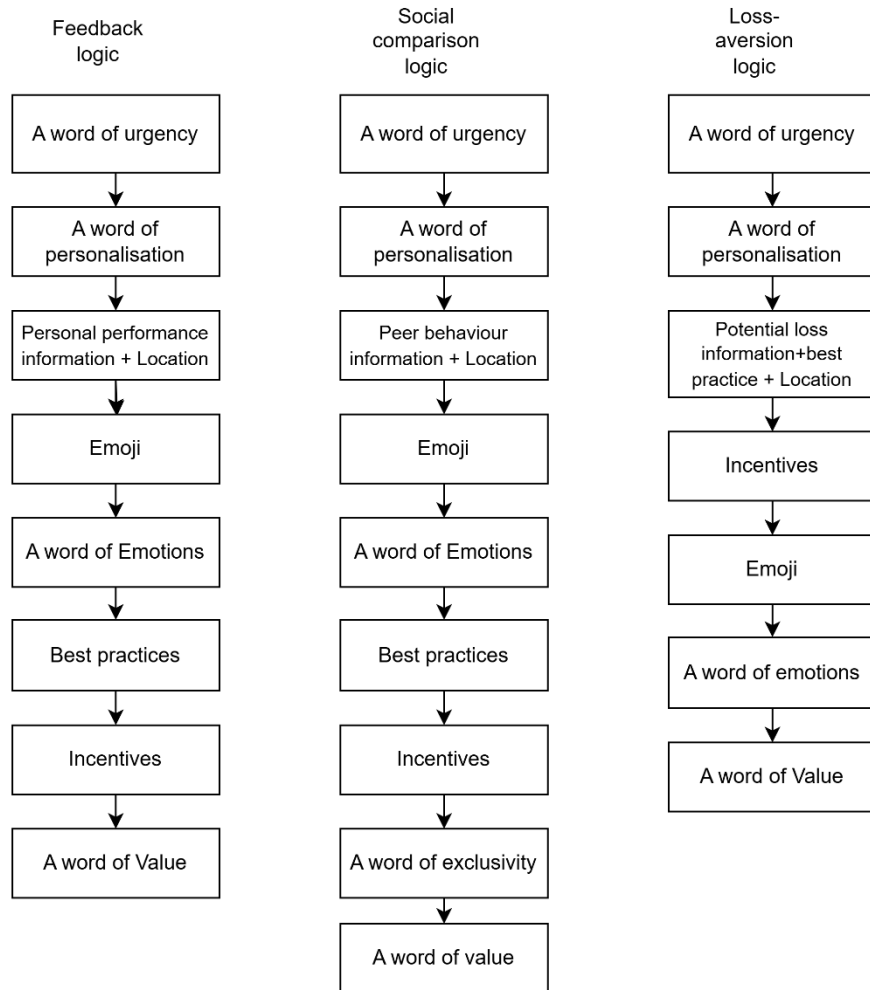 Feedback
logic
A word of urgency
A word of
personalisation
Personal performance
information + Location
Emoji
A word of Emotions
Best practices
Incentives
A word of Value
Social
comparison
logic
A word of urgency
A word of
personalisation
Peer behaviour
information + Location
Emoji
A word of Emotions
Best practices
Incentives
A word of exclusivity
A word of value
Loss-
aversion
logic
A word of urgency
A word of
personalisation
Potential loss
information+best
practice + Location
Incentives
Emoji
A word of emotions
A word of Value